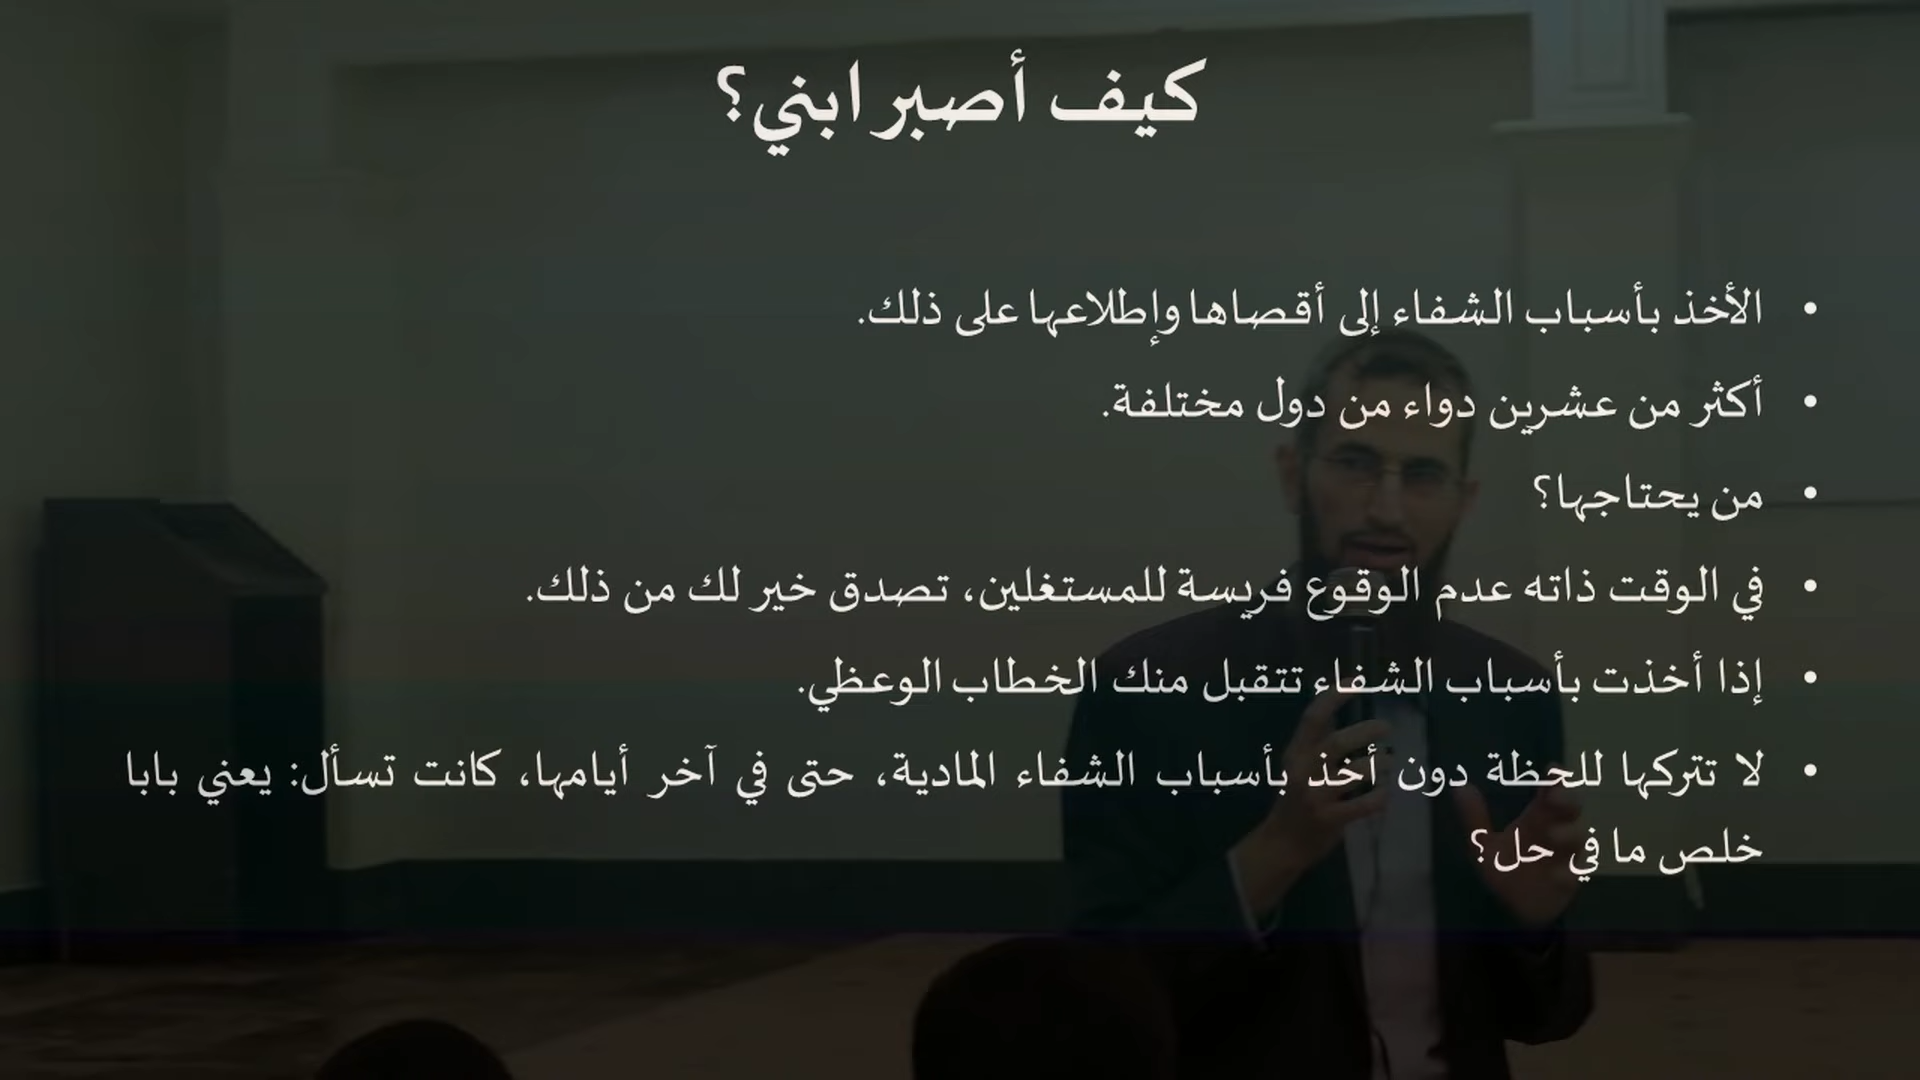 كيف أصبر ابني؟
• الأخذ بأسباب الشفاء إلى أقصاها وإطلاعها على ذلك.
• أكثر من عشرين دواء من دول مختلفة.
• من يحتاجها؟
• في الوقت ذاته عدم الوقوع فريسة للمستغلين، تصدق خير لك من ذلك.
• إذا أخذت بأسباب الشفاء تتقبل منك الخطاب الوعظي.
• لا تتركها للحظة دون أخذ بأسباب الشفاء المادية، حتى في آخر أيامها، كانت تسأل: يعني بابا
خلص ما في حل؟